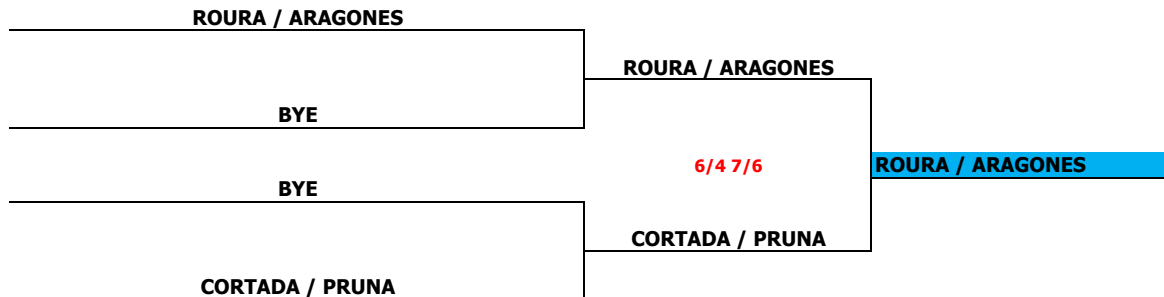 ROURA / ARAGONES
ROURA / ARAGONES
BYE
6/4 7/6
ROURA / ARAGONES
BYE
CORTADA / PRUNA
CORTADA / PRUNA